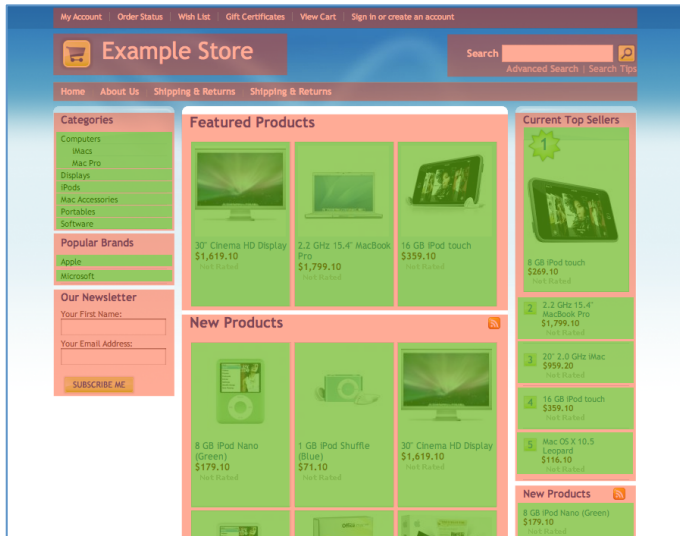 My Account | Order Status | Wish List | Gift Certificates | View Cart | Sign in or create an account
Example Store
Search
Advanced Search | Search Tips
Home About Us Shipping & Returns Shipping & Returns
Categories
Computers
iMacs
Mac Pro
Displays
iPods
Mac Accessories
Portables
Software
Popular Brands
Apple
Microsoft
Our Newsletter
Your First Name:
Your Email Address:
SUBSCRIBE ME
Featured Products
30" Cinema HD Display
$1,619.10
Not Rated
2.2 GHz 15.4" MacBook
Pro
$1,799.10
Not Rated
16 GB iPod touch
$359.10
Not Rated
New Products
8 GB iPod Nano
(Green)
$179.10
Not Rated
1 GB iPod Shuffle
(Blue)
$71.10
Not Rated
30" Cinema HD Display
$1,619.10
Not Rated
Current Top Sellers
1
8 GB iPod touch
$269.10
Not Rated
2
2.2 GHz 15.4"
MacBook Pro
$1,799.10
Not Rated
3
20" 2.0 GHz iMac
$959.20
Not Rated
4
16 GB iPod touch
$359.10
Not Rated
5
Mac OS X 10.5
Leopard
$116.10
Not Rated
New Products
8 GB iPod Nano (Green)
$179.10
Not Rated